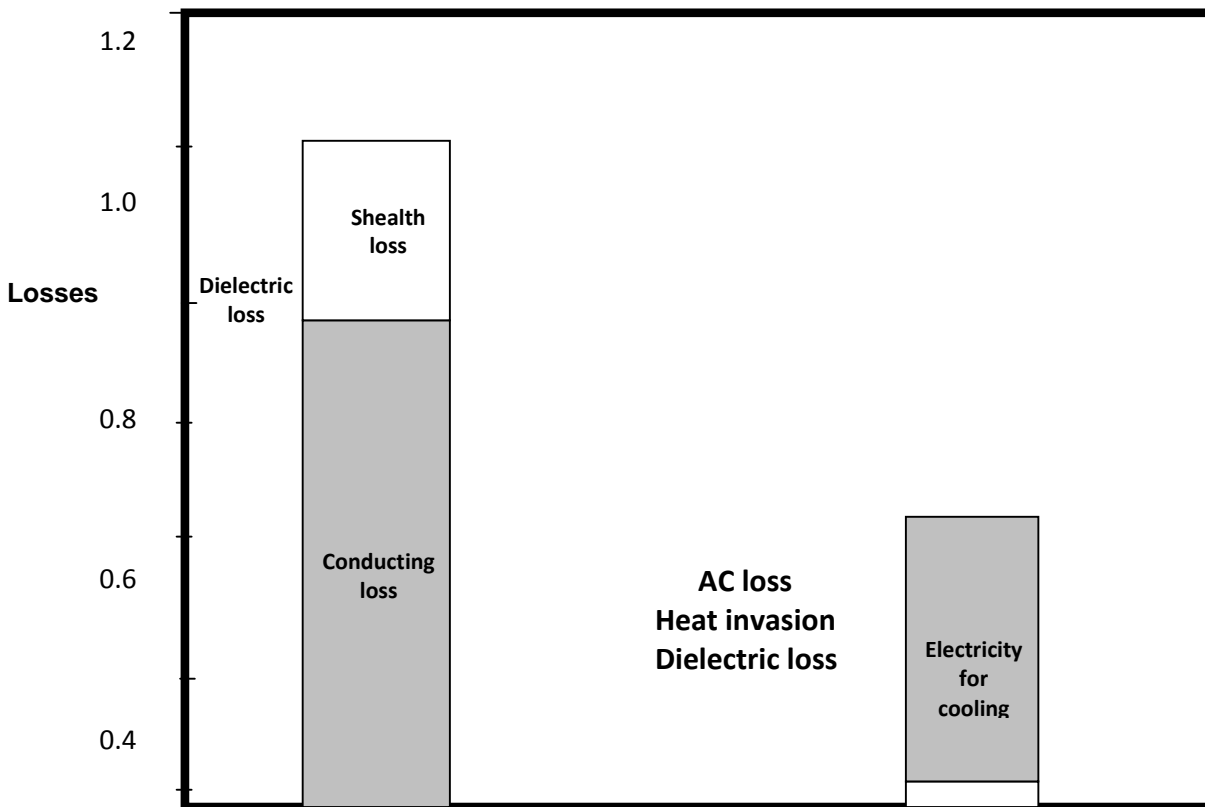 1.2
1.0
Shealth
loss
Losses
Dielectric
loss
0.8
Conducting
loss
0.6
AC loss
Heat invasion
Dielectric loss
Electricity
for
cooling
0.4